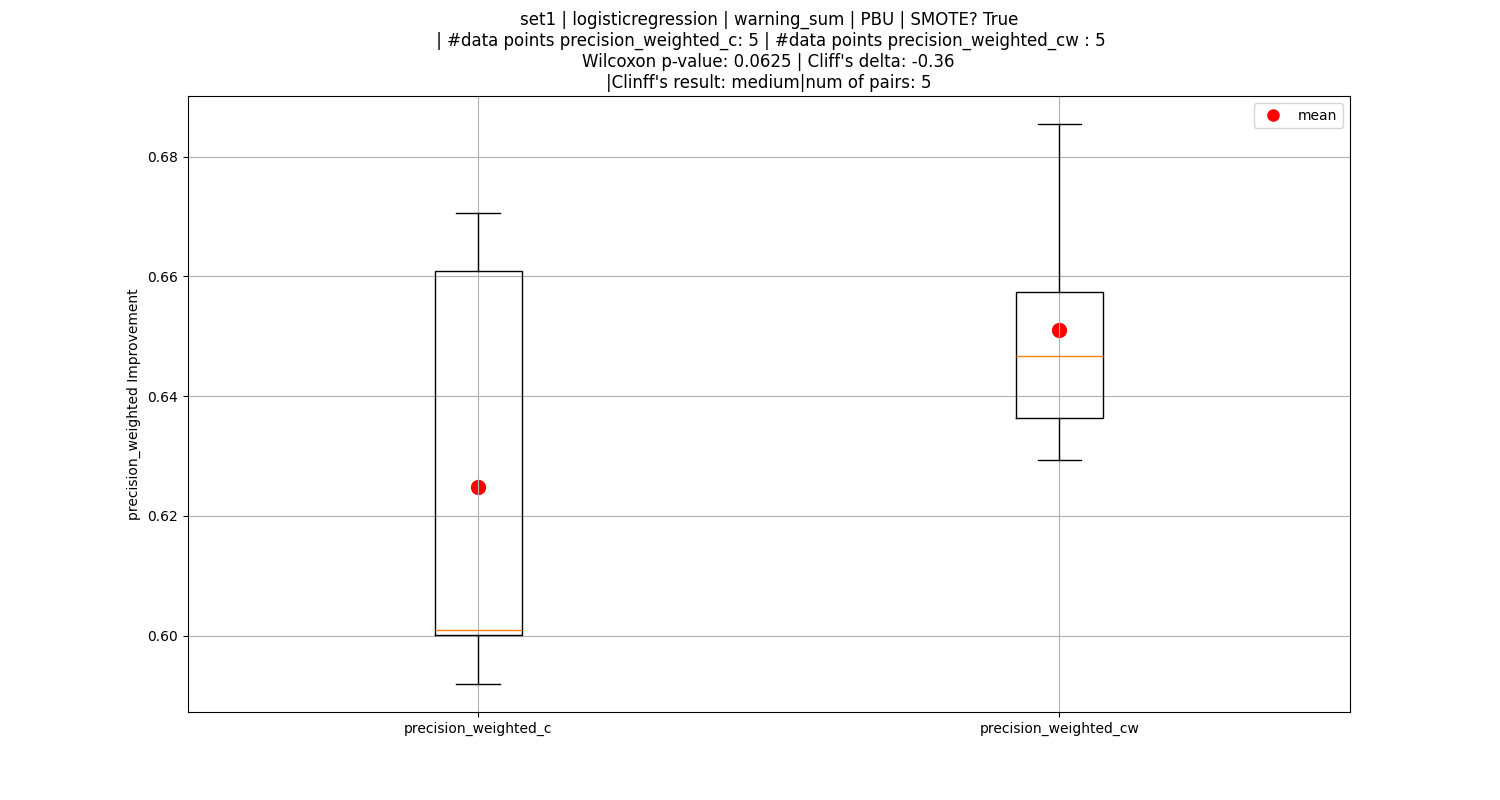 set1 | logisticregression | warning_sum | PBU | SMOTE? True
| #data points precision_weighted_c: 5 | #data points precision_weighted_cw : 5
Wilcoxon p-value: 0.0625 | Cliff's delta: -0.36
|Clinff's result: medium|num of pairs: 5
mean
0.68
0.66
0.64
0.62
0.60
precision_weighted Improvement
precision_weighted_c
precision_weighted_cw